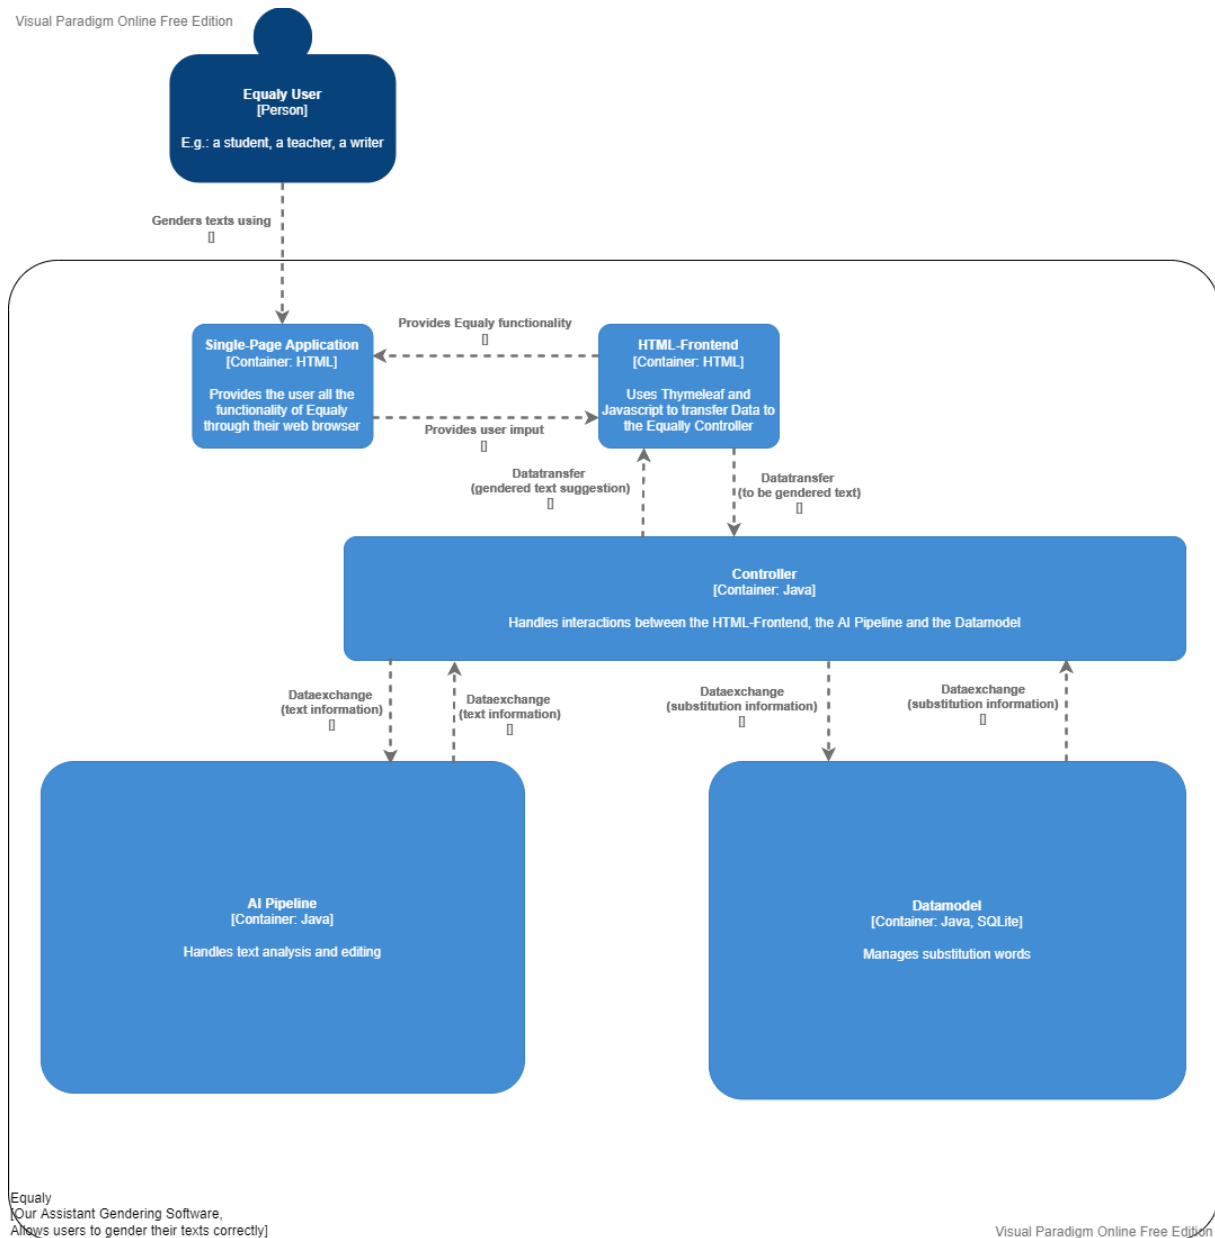 Visual Paradigm Online Free Edition
Equaly User
[Person]
E.g.: a student, a teacher, a writer
Genders texts using
[]
Single-Page Application
[Container: HTML]
Provides the user all the
functionality of Equaly
through their web browser
Provides Equaly functionality
[]
Provides user imput
[]
HTML-Frontend
[Container: HTML]
Uses Thymeleaf and
Javascript to transfer Data to
the Equally Controller
Datatransfer
(gendered text suggestion)
[]
Datatransfer
(to be gendered text)
[]
Controller
[Container: Java]
Handles interactions between the HTML-Frontend, the AI Pipeline and the Datamodel
Dataexchange
(text information)
[]
Dataexchange
(text information)
[]
Dataexchange
(substitution information)
[]
Dataexchange
(substitution information)
[]
AI Pipeline
[Container: Java]
Handles text analysis and editing
Datamodel
[Container: Java, SQLite]
Manages substitution words
Equaly
[Our Assistant Gendering Software,
Allows users to gender their texts correctly]
Visual Paradigm Online Free Edition